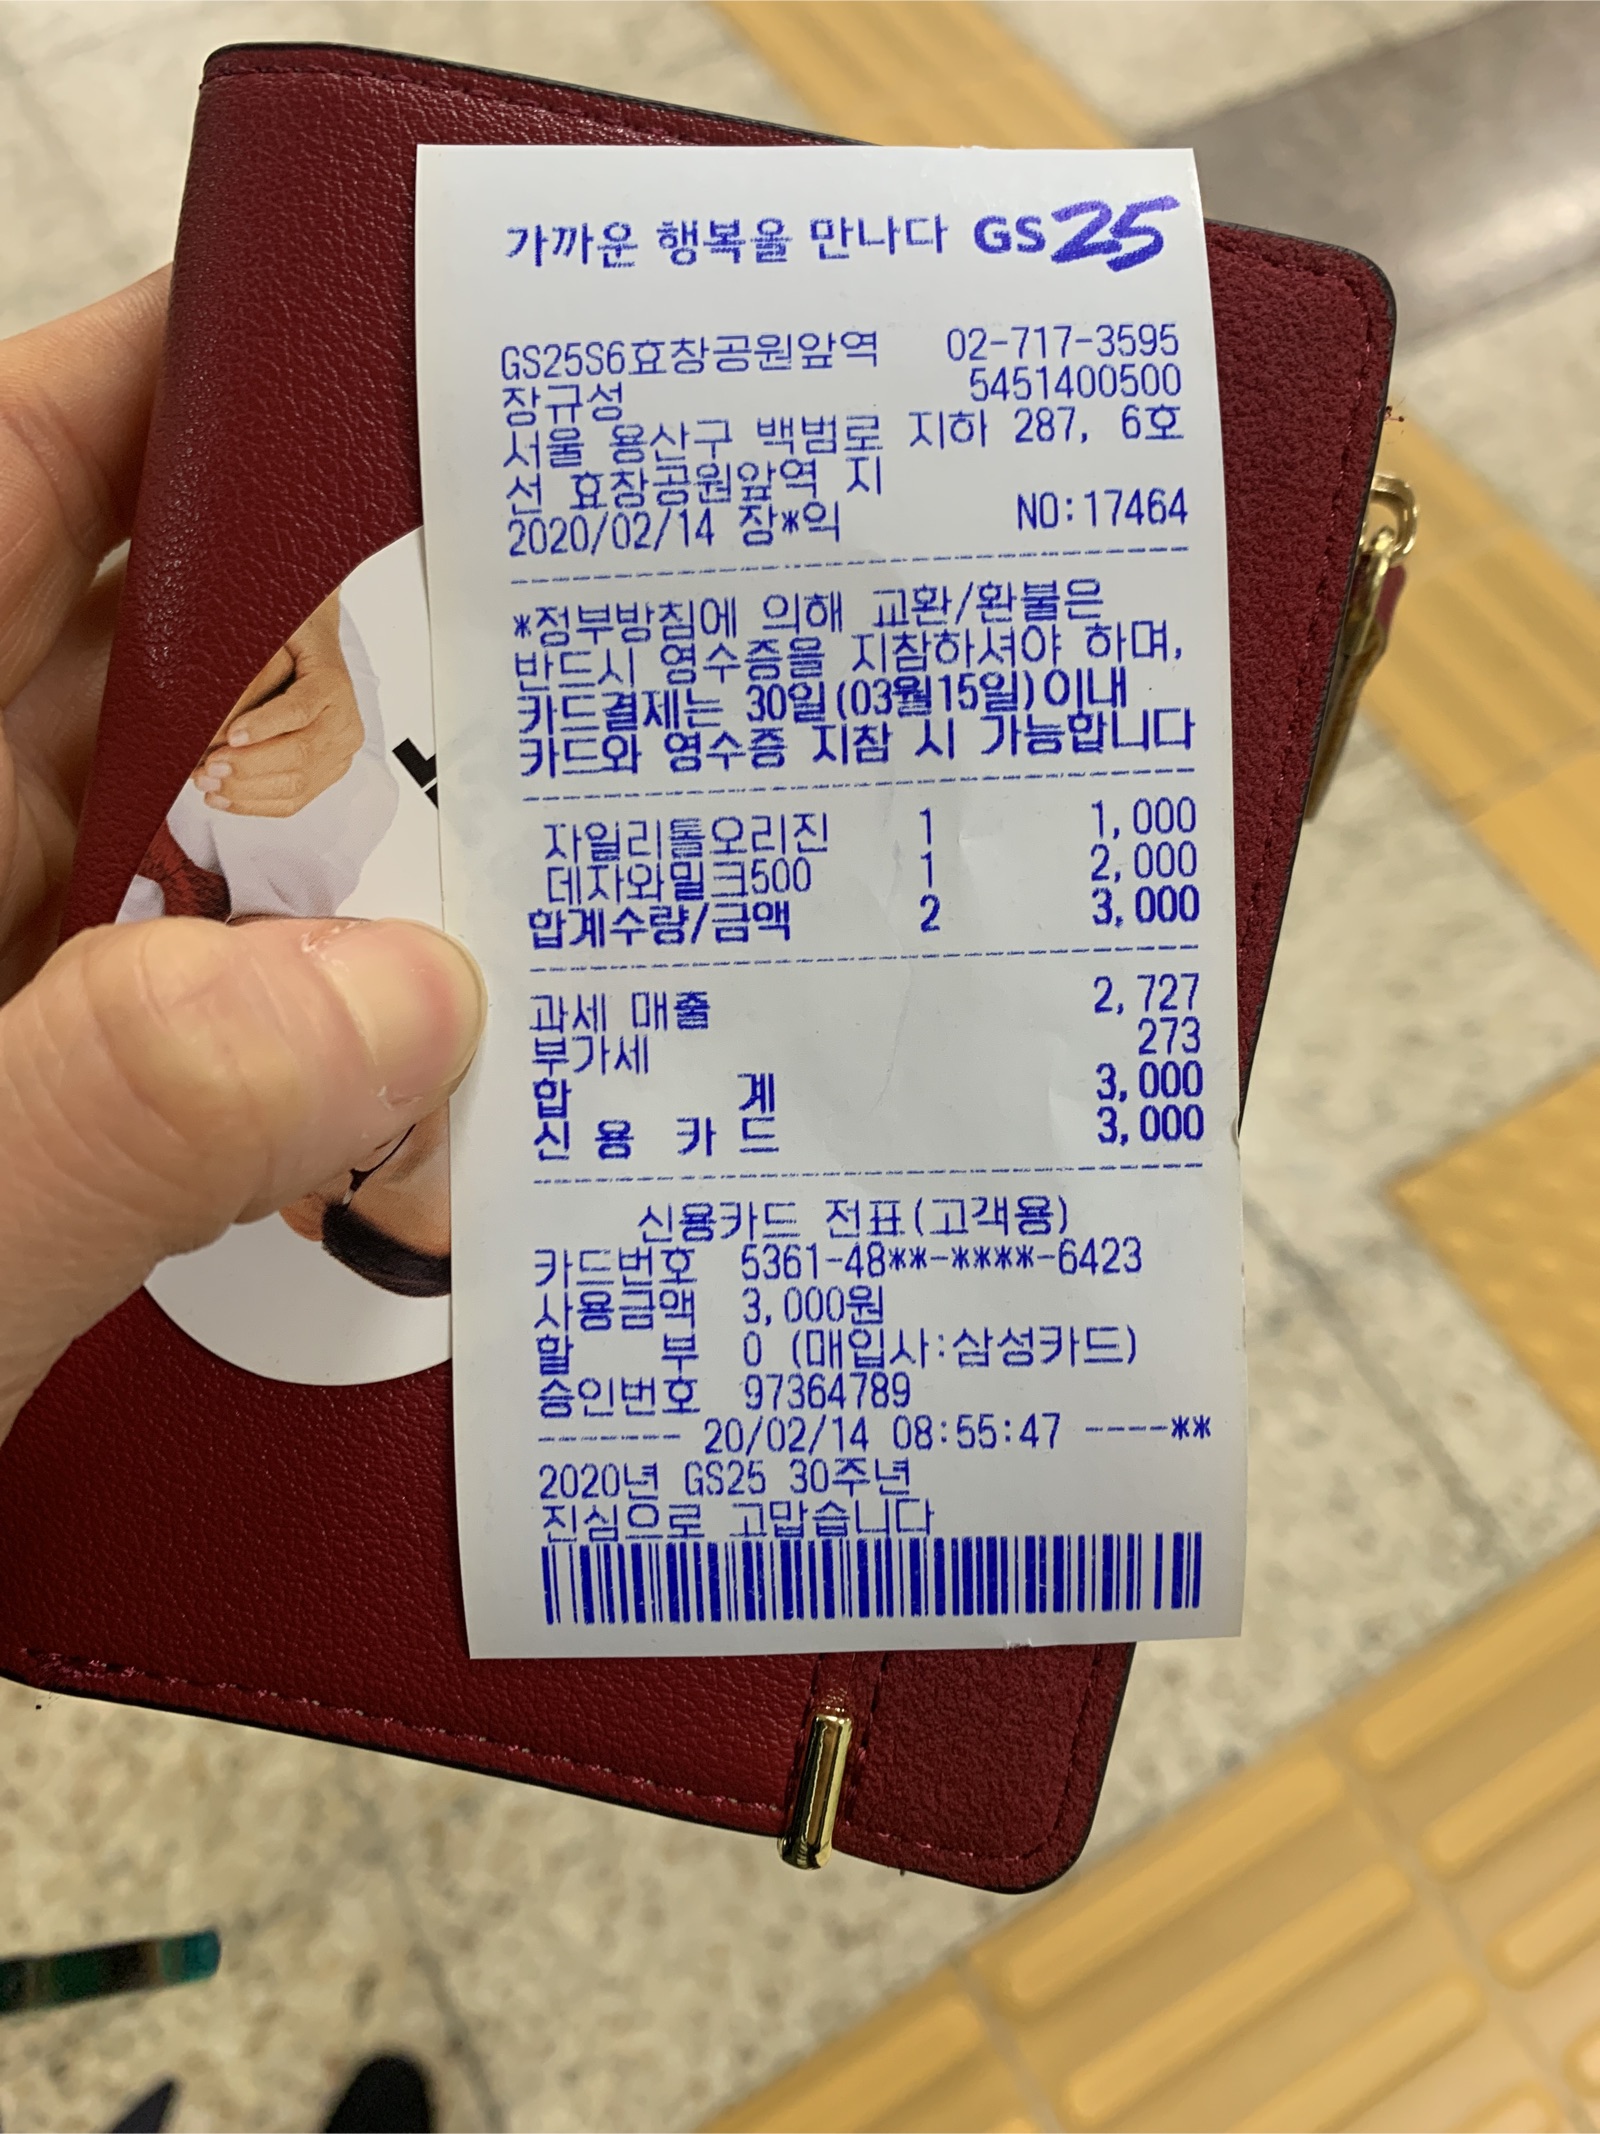 가까운 행복을 만나다 GS25
GS25S6효창공원앞역 02-717-3595
장규성 5451400500
서울 용산구 백범로 지하 287, 6호
선 효창공원앞역 지
2020/02/14 장*익 NO:17464
*정부방침에 의해 교환/환불은
반드시 영수증을 지참하셔야 하며,
카드결제는 30일(03월15일)이내
카드와 영수증 지참 시 가능합니다
자일리톨오리진 1 1,000
데자와밀크500 1 2,000
합계수량/금액 2 3,000
과세 매출 2,727
부가세 273
합 계 3,000
신 용 카 드 3,000
신용카드 전표(고객용)
카드번호 5361-48**-****-6423
사용금액 3,000원
할 부 0 (매입사:삼성카드)
승인번호 97364789
------- 20/02/14 08:55:47 ----**
2020년 GS25 30주년
진심으로 고맙습니다